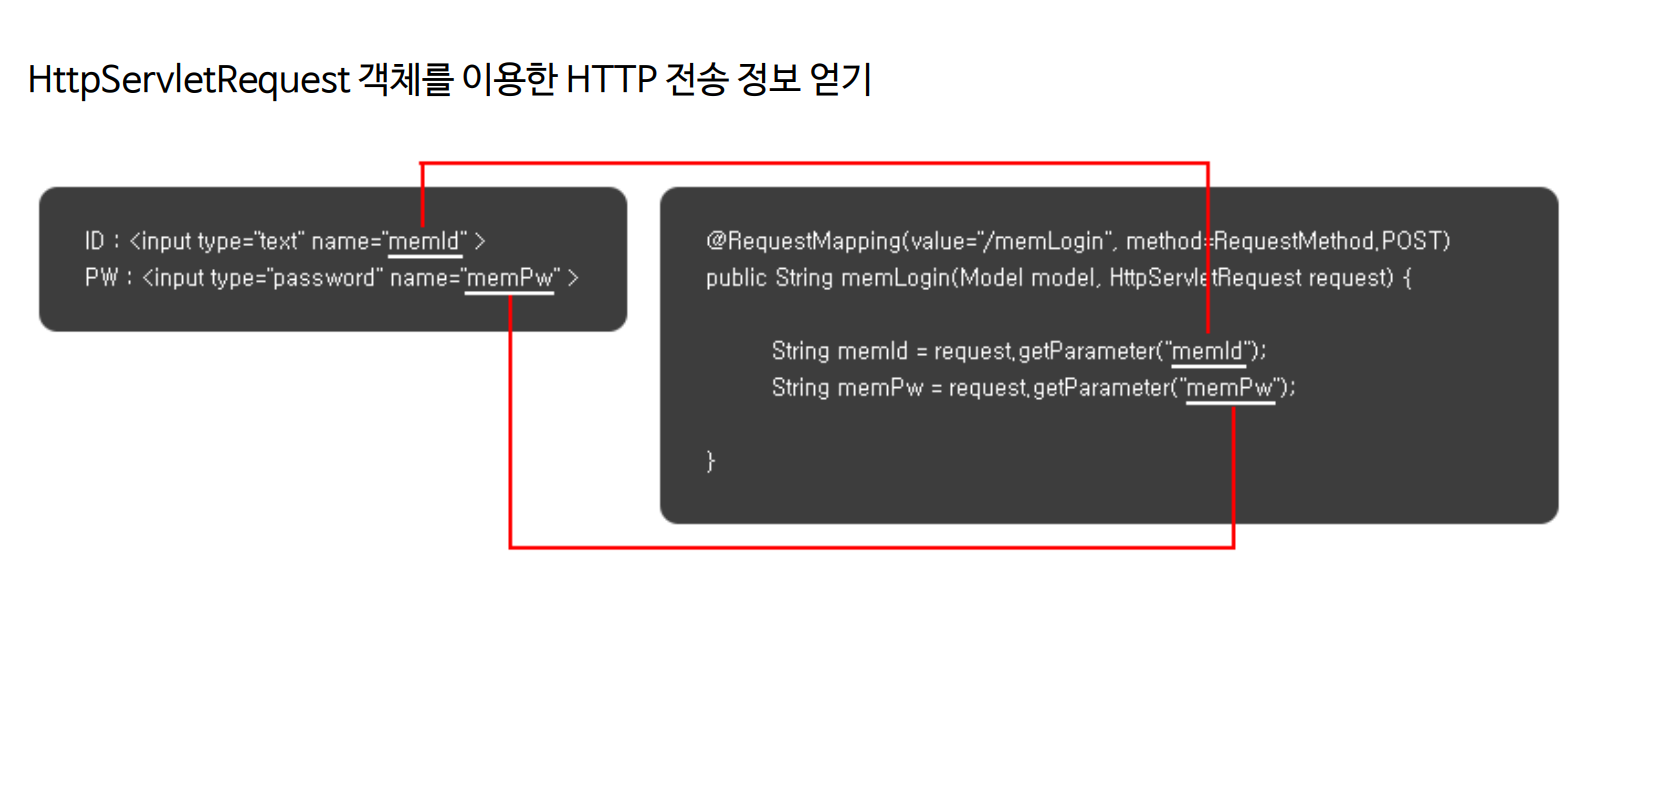 HttpServletRequest 객체를 이용한 HTTP 전송 정보 얻기
ID : <input type="text" name="memId" >
PW : <input type="password" name="memPw" >
@RequestMapping(value="/memLogin", method=RequestMethod.POST)
public String memLogin(Model model, HttpServletRequest request) {
String memId = request.getParameter("memId");
String memPw = request.getParameter("memPw");
}